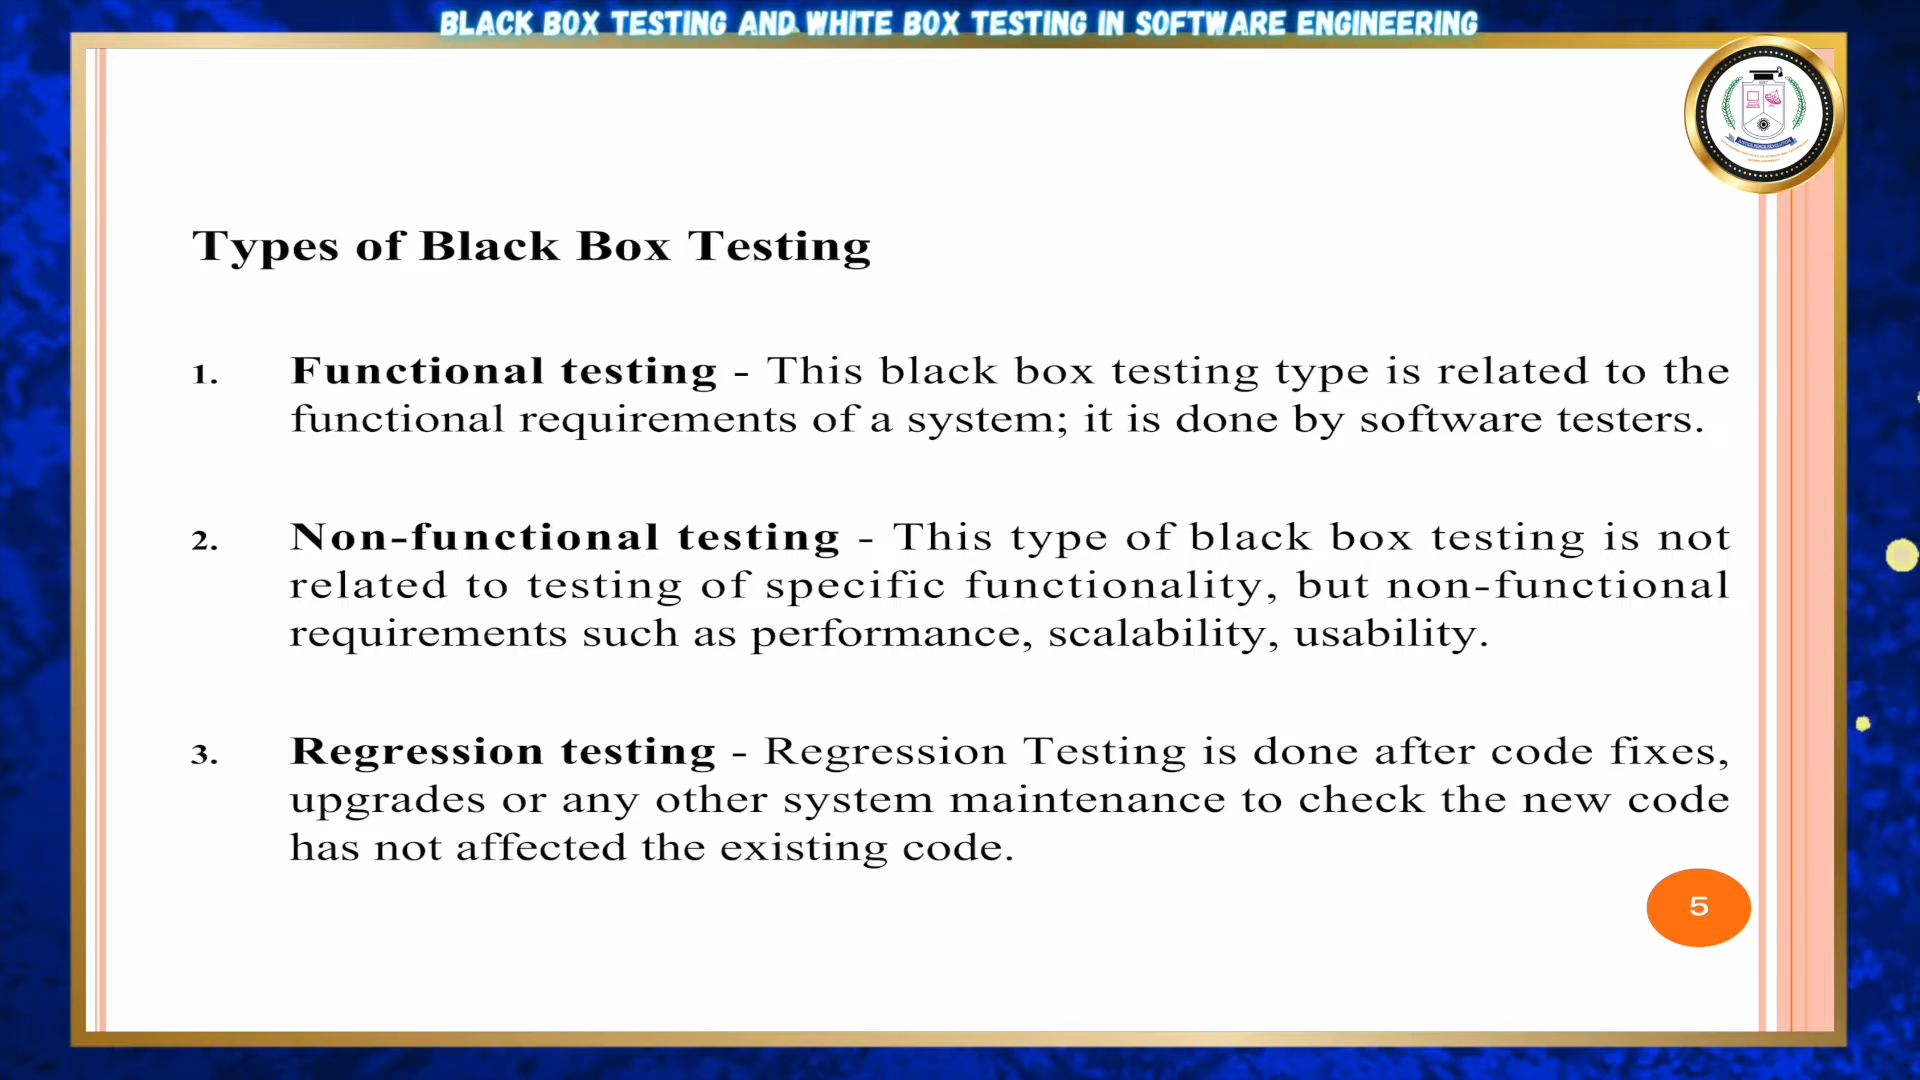 BLACK BOX TESTING AND WHITE BOX TESTING IN SOFTWARE ENGINEERING
Types of Black Box Testing
1. Functional testing - This black box testing type is related to the
functional requirements of a system; it is done by software testers.
2. Non-functional testing - This type of black box testing is not
related to testing of specific functionality, but non-functional
requirements such as performance, scalability, usability.
3. Regression testing - Regression Testing is done after code fixes,
upgrades or any other system maintenance to check the new code
has not affected the existing code.
5